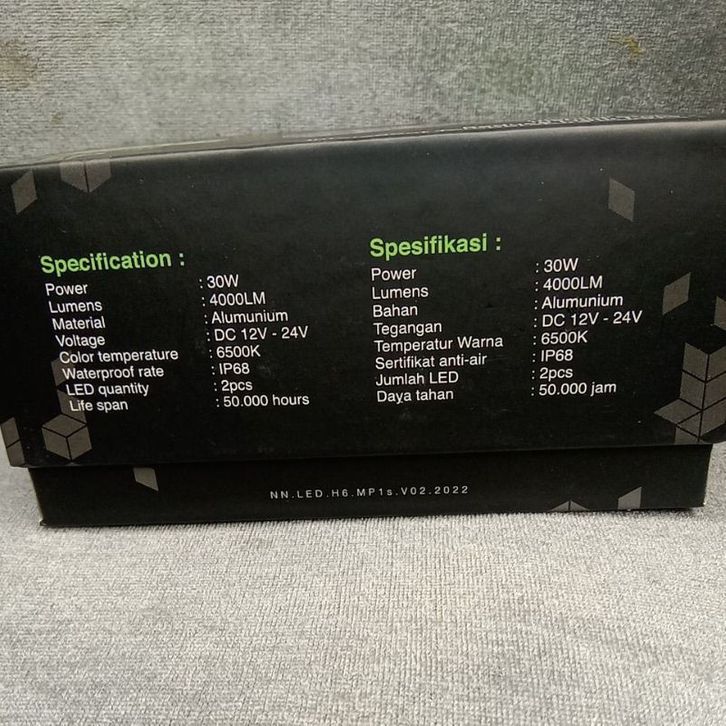 Specification :
Power : 30W
Lumens : 4000LM
Material : Alumunium
Voltage : DC 12V - 24V
Color temperature : 6500K
Waterproof rate : IP68
LED quantity : 2pcs
Life span : 50.000 hours
Spesifikasi :
Power : 30W
Lumens : 4000LM
Bahan : Alumunium
Tegangan : DC 12V - 24V
Temperatur Warna : 6500K
Sertifikat anti-air : IP68
Jumlah LED : 2pcs
Daya tahan : 50.000 jam
NN.LED.H6.MP1s.V02.2022